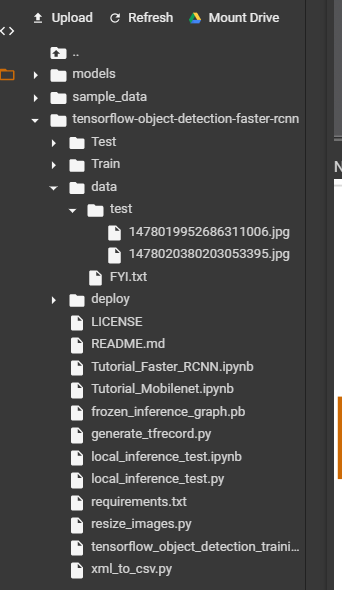 Upload Refresh Mount Drive
<>
..
models
sample_data
tensorflow-object-detection-faster-rcnn
Test
Train
data
test
1478019952686311006.jpg
1478020380203053395.jpg
FYI.txt
deploy
LICENSE
README.md
Tutorial_Faster_RCNN.ipynb
Tutorial_Mobilenet.ipynb
frozen_inference_graph.pb
generate_tfrecord.py
local_inference_test.ipynb
local_inference_test.py
requirements.txt
resize_images.py
tensorflow_object_detection_traini...
xml_to_csv.py